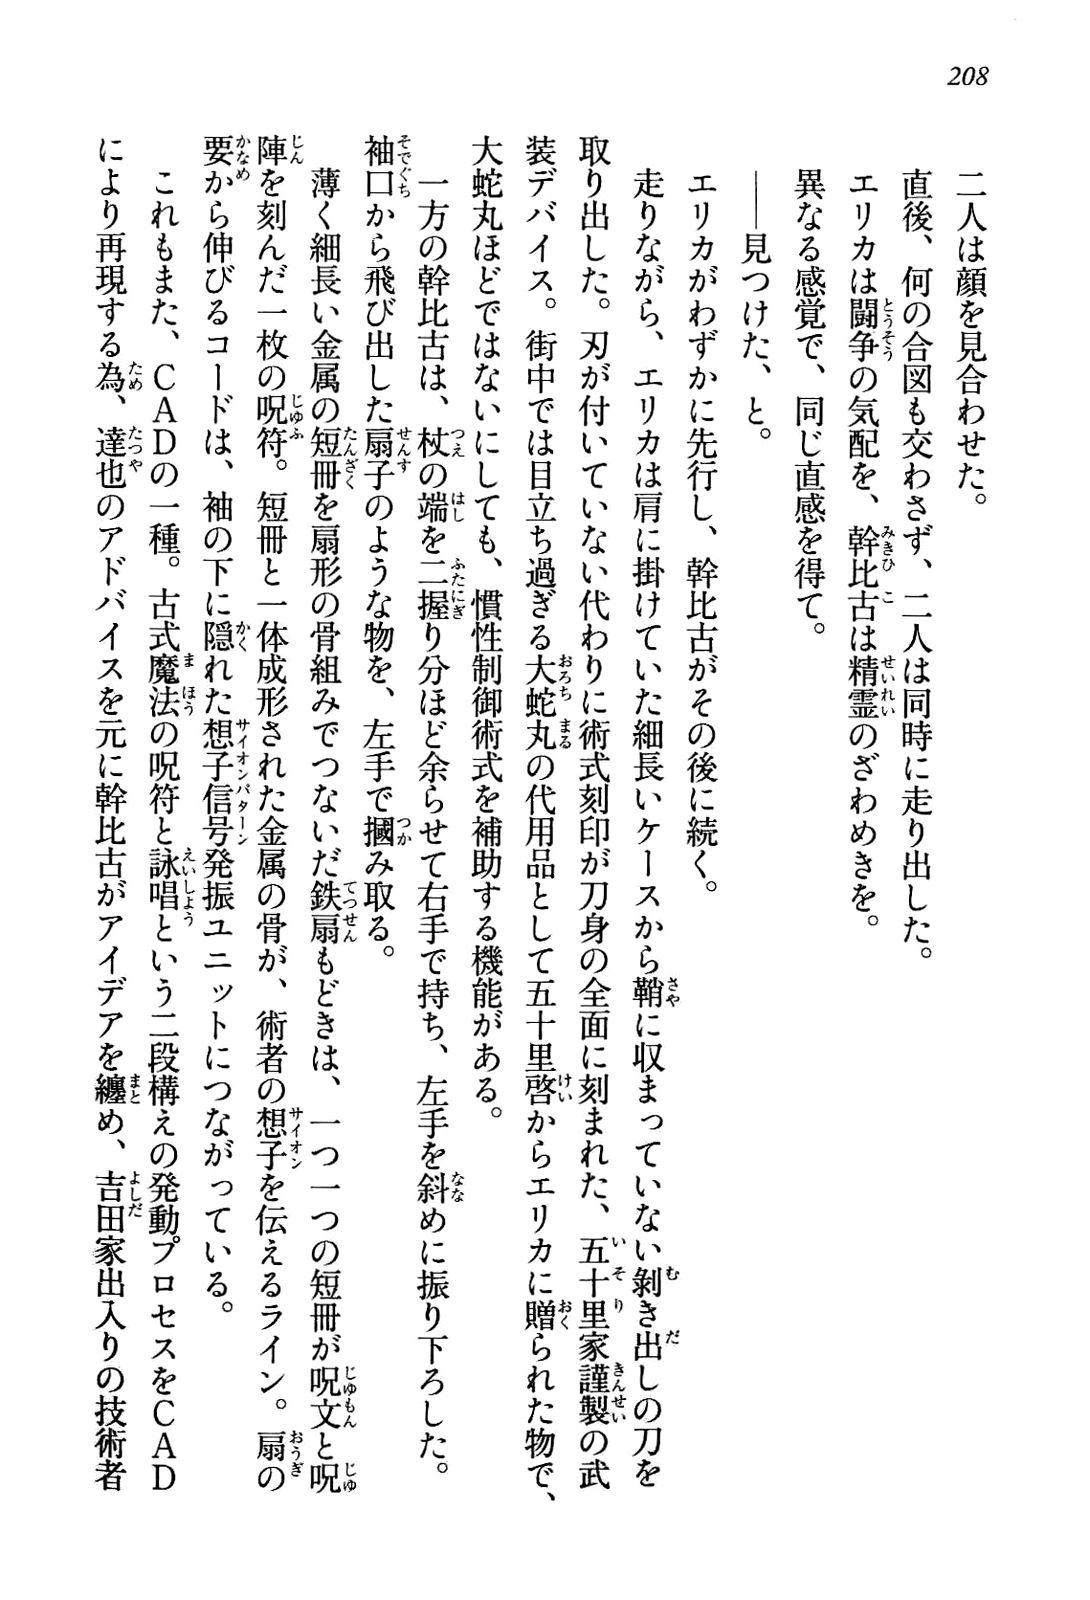 208
二人は顔を見合わせた。
直後、何の合図も交わさず、二人は同時に走り出した。
エリカは闘争の気配を、幹比古は精霊のざわめきを。
異なる感覚で、同じ直感を得て。
――見つけた、と。
エリカがわずかに先行し、幹比古がその後に続く。
走りながら、エリカは肩に掛けていた細長いケースから鞘に収まっていない剝き出しの刀を
取り出した。刃が付いていない代わりに術式刻印が刀身の全面に刻まれた、五十里家謹製の武
装デバイス。街中では目立ち過ぎる大蛇丸の代用品として五十里啓からエリカに贈られた物で、
大蛇丸ほどではないにしても、慣性制御術式を補助する機能がある。
一方の幹比古は、杖の端を二握り分ほど余らせて右手で持ち、左手を斜めに振り下ろした。
袖口から飛び出した扇子のような物を、左手で摑み取る。
薄く細長い金属の短冊を扇形の骨組みでつないだ鉄扇もどきは、一つ一つの短冊が呪文と呪
陣を刻んだ一枚の呪符。短冊と一体成形された金属の骨が、術者の想子を伝えるライン。扇の
要から伸びるコードは、袖の下に隠れた想子信号発振ユニットにつながっている。
これもまた、ＣＡＤの一種。古式魔法の呪符と詠唱という二段構えの発動プロセスをＣＡＤ
により再現する為、達也のアドバイスを元に幹比古がアイデアを纏め、吉田家出入りの技術者